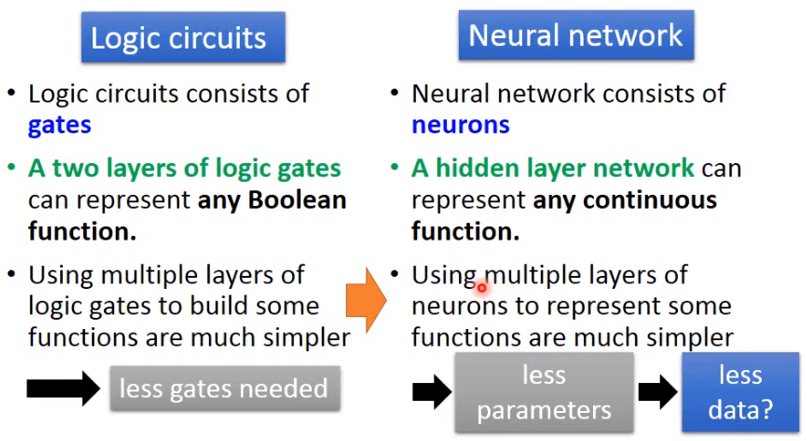 Logic circuits
• Logic circuits consists of
gates
• A two layers of logic gates
can represent any Boolean
function.
• Using multiple layers of
logic gates to build some
functions are much simpler
less gates needed
Neural network
• Neural network consists of
neurons
• A hidden layer network can
represent any continuous
function.
• Using multiple layers of
neurons to represent some
functions are much simpler
less
parameters
less
data?